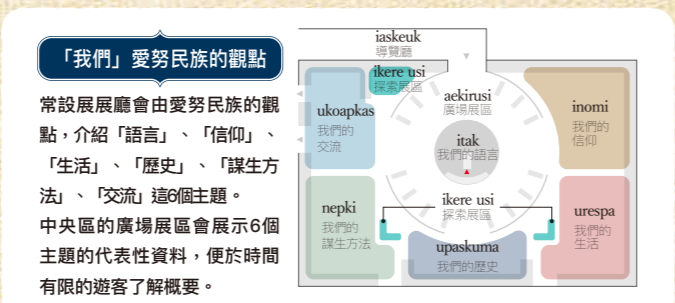 「我們」愛努民族的觀點
常設展展廳會由愛努民族的觀
點，介紹「語言」、「信仰」、
「生活」、「歷史」、「謀生方
法」、「交流」這6個主題。
中央區的廣場展區會展示6個
主題的代表性資料，便於時間
有限的遊客了解概要。
iaskeuk
導覽廳
ikere usi
探索展區
ukoapkas
我們的
交流
aekirusi
廣場展區
inomi
我們的
信仰
itak
我們的語言
nepki
我們的
謀生方法
ikere usi
探索展區
urespa
我們的
生活
upaskuma
我們的歷史